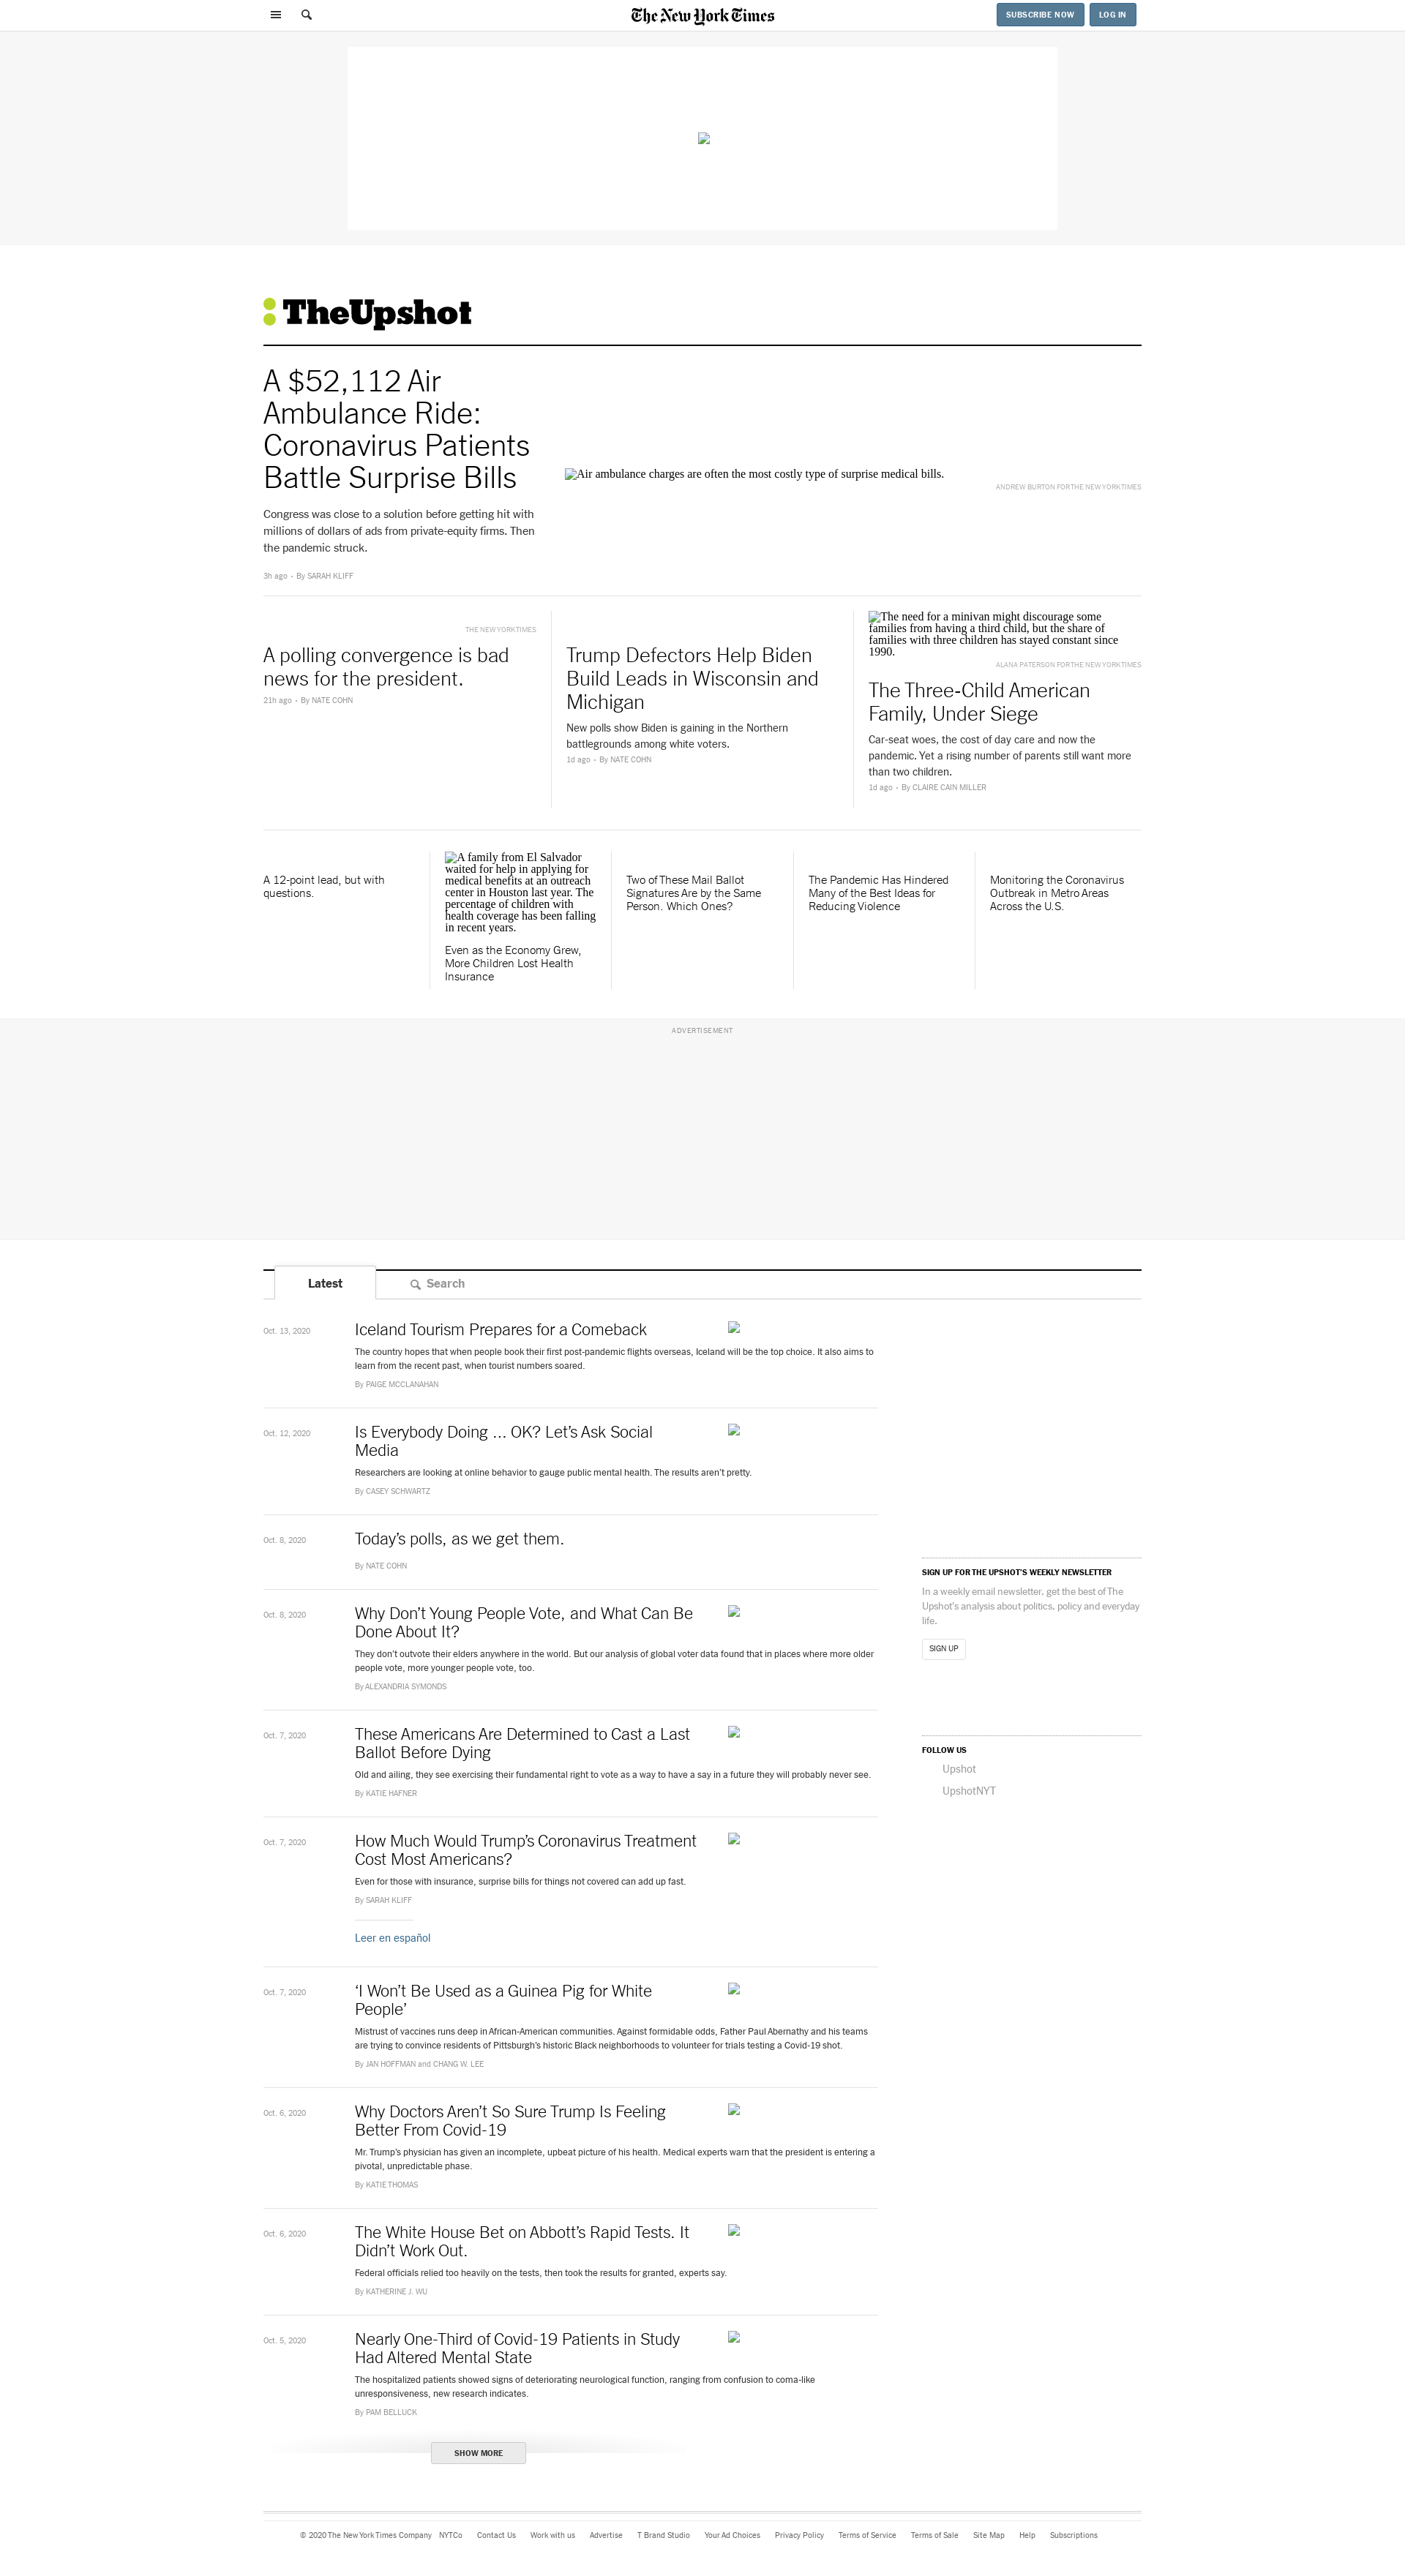 The New York Times
SUBSCRIBE NOW
LOG IN
TheUpshot
A $52,112 Air
Ambulance Ride:
Coronavirus Patients
Battle Surprise Bills
Congress was close to a solution before getting hit with
millions of dollars of ads from private-equity firms. Then
the pandemic struck.
3h ago • By SARAH KLIFF
Air ambulance charges are often the most costly type of surprise medical bills.
ANDREW BURTON FOR THE NEW YORK TIMES
THE NEW YORK TIMES
A polling convergence is bad
news for the president.
21h ago • By NATE COHN
Trump Defectors Help Biden
Build Leads in Wisconsin and
Michigan
New polls show Biden is gaining in the Northern
battlegrounds among white voters.
1d ago • By NATE COHN
The need for a minivan might discourage some
families from having a third child, but the share of
families with three children has stayed constant since
1990.
ALANA PATERSON FOR THE NEW YORK TIMES
The Three-Child American
Family, Under Siege
Car-seat woes, the cost of day care and now the
pandemic. Yet a rising number of parents still want more
than two children.
1d ago • By CLAIRE CAIN MILLER
A 12-point lead, but with
questions.
A family from El Salvador
waited for help in applying for
medical benefits at an outreach
center in Houston last year. The
percentage of children with
health coverage has been falling
in recent years.
Even as the Economy Grew,
More Children Lost Health
Insurance
Two of These Mail Ballot
Signatures Are by the Same
Person. Which Ones?
The Pandemic Has Hindered
Many of the Best Ideas for
Reducing Violence
Monitoring the Coronavirus
Outbreak in Metro Areas
Across the U.S.
ADVERTISEMENT
Latest
Search
Oct. 13, 2020
Iceland Tourism Prepares for a Comeback
The country hopes that when people book their first post-pandemic flights overseas, Iceland will be the top choice. It also aims to
learn from the recent past, when tourist numbers soared.
By PAIGE MCCLANAHAN
Oct. 12, 2020
Is Everybody Doing ... OK? Let’s Ask Social
Media
Researchers are looking at online behavior to gauge public mental health. The results aren’t pretty.
By CASEY SCHWARTZ
Oct. 8, 2020
Today’s polls, as we get them.
By NATE COHN
Oct. 8, 2020
Why Don’t Young People Vote, and What Can Be
Done About It?
They don’t outvote their elders anywhere in the world. But our analysis of global voter data found that in places where more older
people vote, more younger people vote, too.
By ALEXANDRIA SYMONDS
Oct. 7, 2020
These Americans Are Determined to Cast a Last
Ballot Before Dying
Old and ailing, they see exercising their fundamental right to vote as a way to have a say in a future they will probably never see.
By KATIE HAFNER
Oct. 7, 2020
How Much Would Trump’s Coronavirus Treatment
Cost Most Americans?
Even for those with insurance, surprise bills for things not covered can add up fast.
By SARAH KLIFF
Leer en español
Oct. 7, 2020
‘I Won’t Be Used as a Guinea Pig for White
People’
Mistrust of vaccines runs deep in African-American communities. Against formidable odds, Father Paul Abernathy and his teams
are trying to convince residents of Pittsburgh’s historic Black neighborhoods to volunteer for trials testing a Covid-19 shot.
By JAN HOFFMAN and CHANG W. LEE
Oct. 6, 2020
Why Doctors Aren’t So Sure Trump Is Feeling
Better From Covid-19
Mr. Trump’s physician has given an incomplete, upbeat picture of his health. Medical experts warn that the president is entering a
pivotal, unpredictable phase.
By KATIE THOMAS
Oct. 6, 2020
The White House Bet on Abbott’s Rapid Tests. It
Didn’t Work Out.
Federal officials relied too heavily on the tests, then took the results for granted, experts say.
By KATHERINE J. WU
Oct. 5, 2020
Nearly One-Third of Covid-19 Patients in Study
Had Altered Mental State
The hospitalized patients showed signs of deteriorating neurological function, ranging from confusion to coma-like
unresponsiveness, new research indicates.
By PAM BELLUCK
SHOW MORE
SIGN UP FOR THE UPSHOT’S WEEKLY NEWSLETTER
In a weekly email newsletter, get the best of The
Upshot’s analysis about politics, policy and everyday
life.
SIGN UP
FOLLOW US
Upshot
UpshotNYT
© 2020 The New York Times Company NYTCo Contact Us Work with us Advertise T Brand Studio Your Ad Choices Privacy Policy Terms of Service Terms of Sale Site Map Help Subscriptions